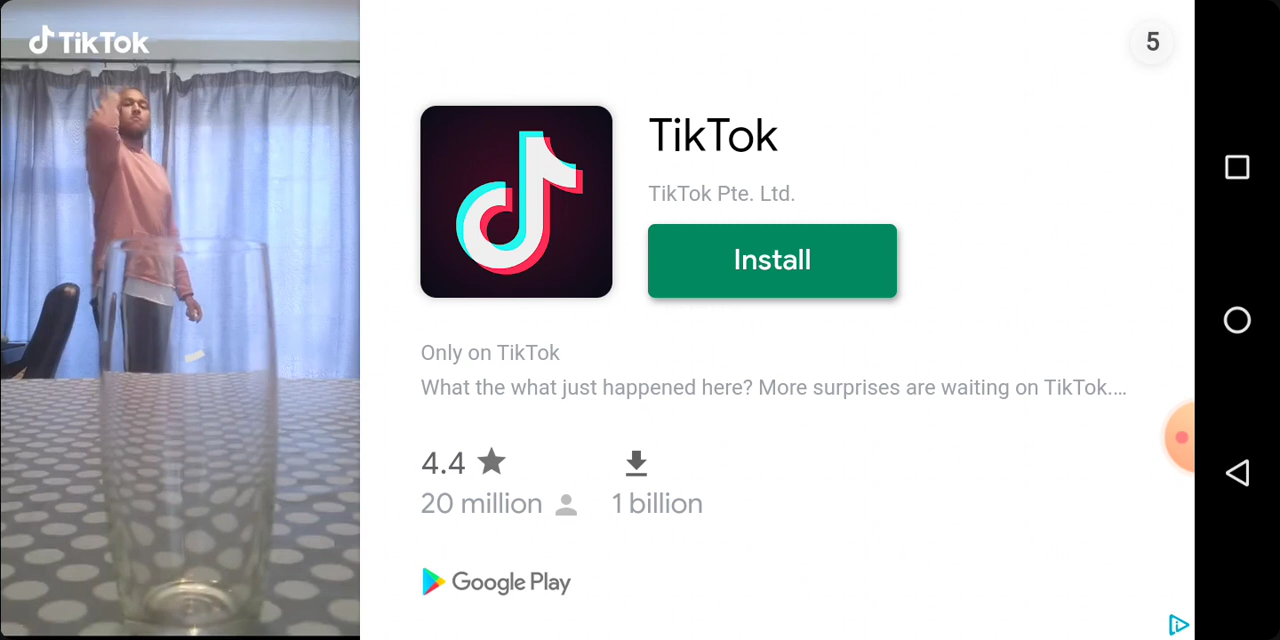 TikTok
5
TikTok
TikTok Pte. Ltd.
Install
Only on TikTok
What the what just happened here? More surprises are waiting on TikTok....
4.4
20 million
1 billion
Google Play